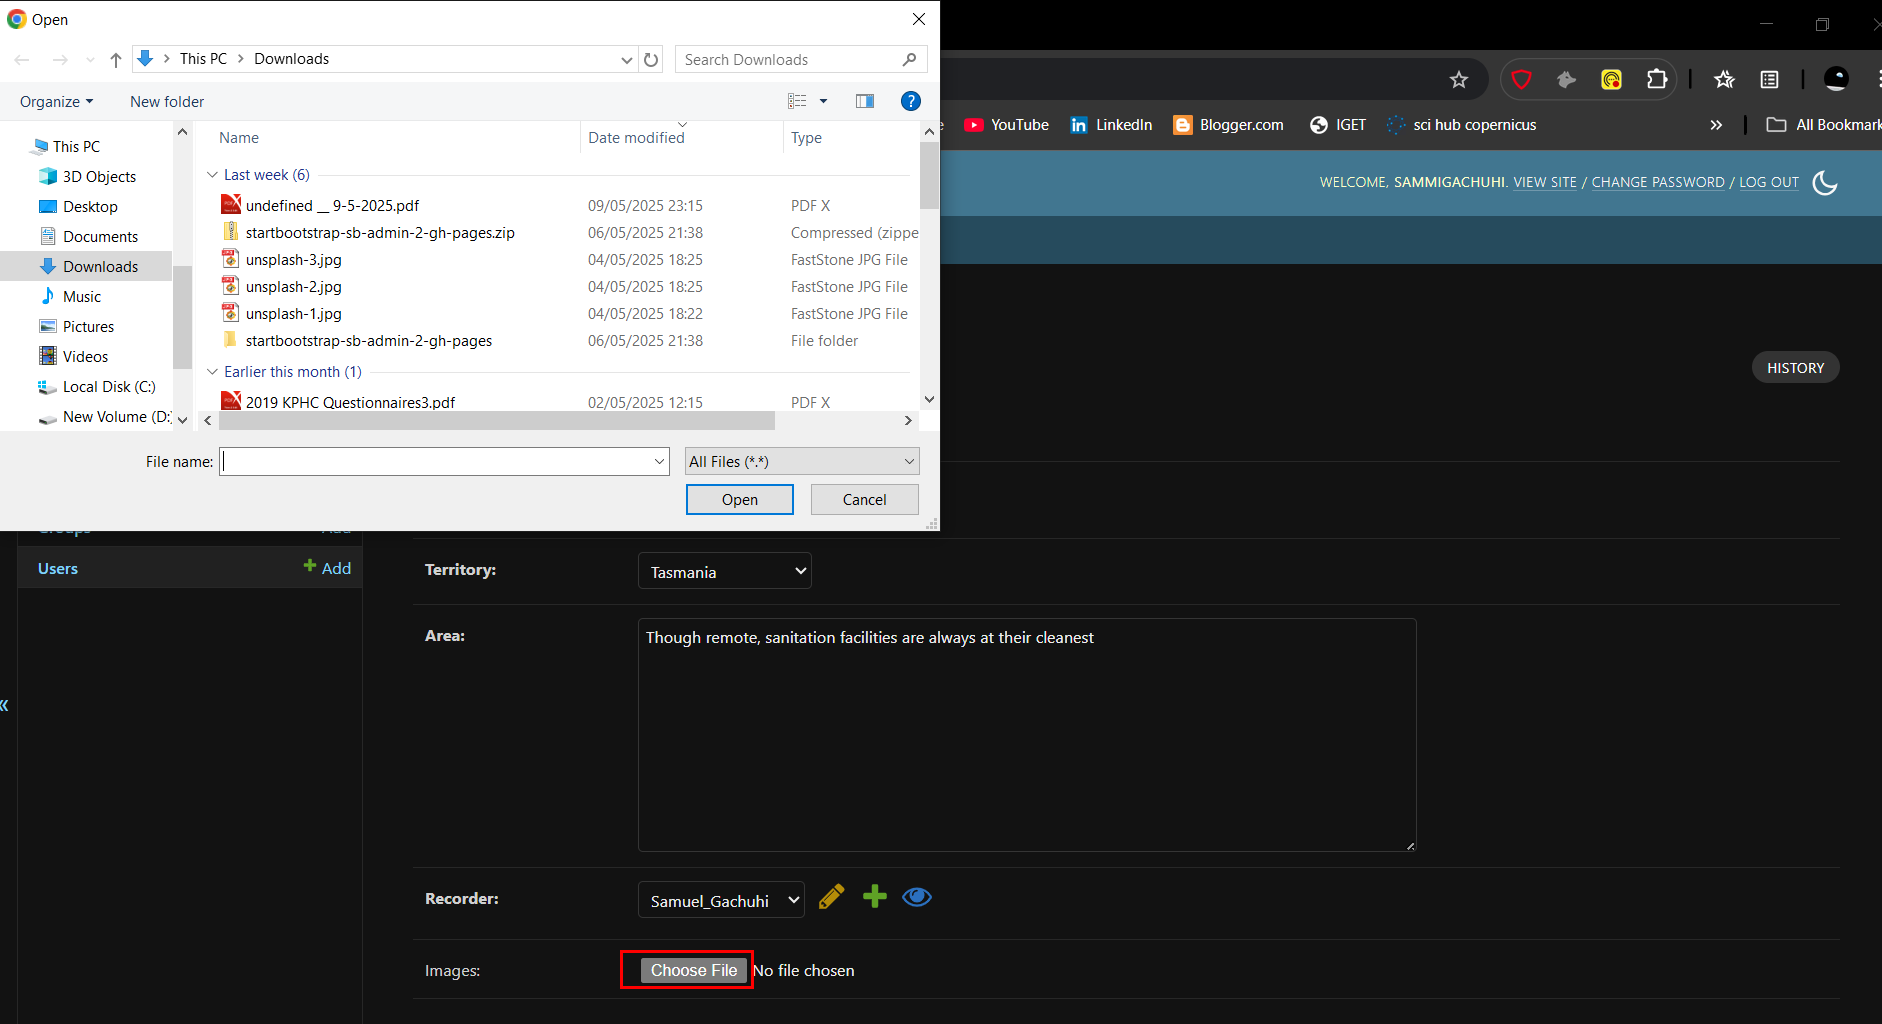 Open
This PC > Downloads
Search Downloads
Organize
New folder
?
This PC
3D Objects
Desktop
Documents
Downloads
Music
Pictures
Videos
Local Disk (C:)
New Volume (D:
Name
Date modified
Type
Last week (6)
undefined __ 9-5-2025.pdf 09/05/2025 23:15 PDF X
startbootstrap-sb-admin-2-gh-pages.zip 06/05/2025 21:38 Compressed (zippe
unsplash-3.jpg 04/05/2025 18:25 FastStone JPG File
unsplash-2.jpg 04/05/2025 18:25 FastStone JPG File
unsplash-1.jpg 04/05/2025 18:22 FastStone JPG File
startbootstrap-sb-admin-2-gh-pages 06/05/2025 21:38 File folder
Earlier this month (1)
2019 KPHC Questionnaires3.pdf 02/05/2025 12:15 PDF X
File name:
All Files (*.*)
Open
Cancel
e
YouTube
LinkedIn
Blogger.com
IGET
sci hub copernicus
»
All Bookmark
WELCOME, SAMMIGACHUHI. VIEW SITE / CHANGE PASSWORD / LOG OUT
HISTORY
Groups
Add
Users
Add
«
Territory:
Tasmania
Area:
Though remote, sanitation facilities are always at their cleanest
Recorder:
Samuel_Gachuhi
Images:
Choose File No file chosen